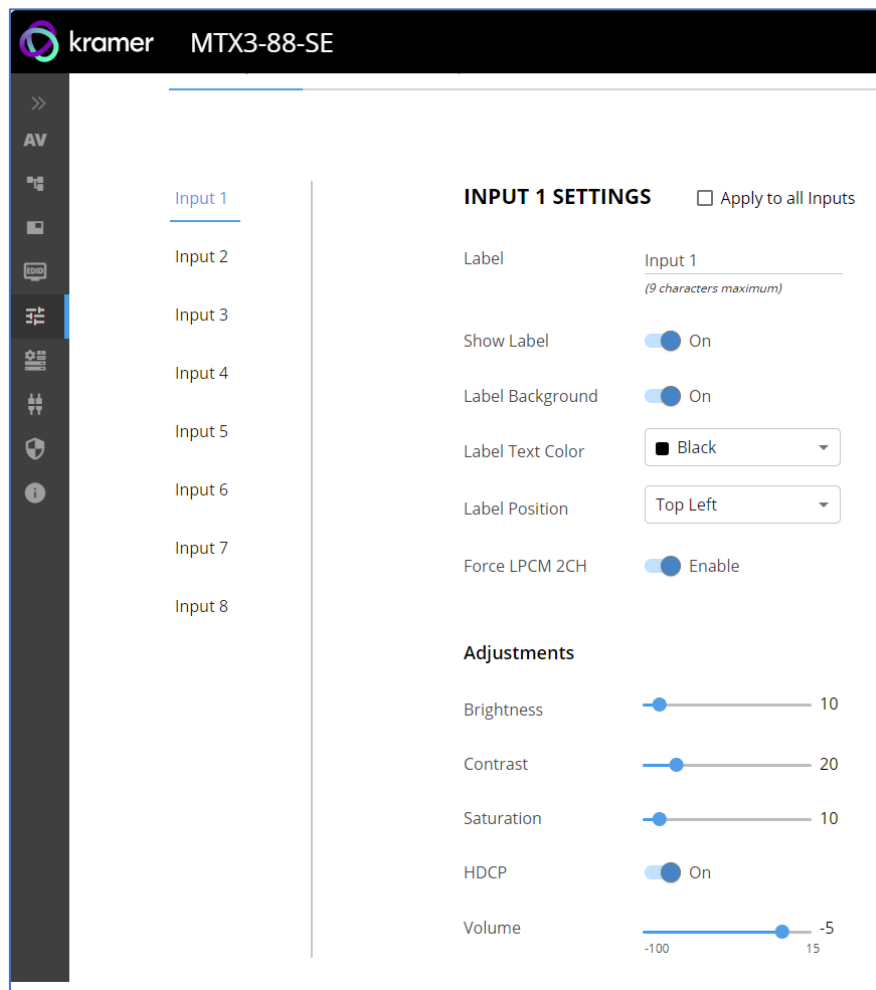 kramer MTX3-88-SE
AV
EDID
Input 1
Input 2
Input 3
Input 4
Input 5
Input 6
Input 7
Input 8
INPUT 1 SETTINGS Apply to all Inputs
Label Input 1
(9 characters maximum)
Show Label On
Label Background On
Label Text Color Black
Label Position Top Left
Force LPCM 2CH Enable
Adjustments
Brightness 10
Contrast 20
Saturation 10
HDCP On
Volume -5
-100 15